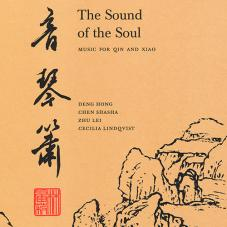 The Sound
of the Soul
MUSIC FOR QIN AND XIAO
音
琴
簫
DENG HONG
CHEN SHASHA
ZHU LEI
CECILIA LINDQVIST